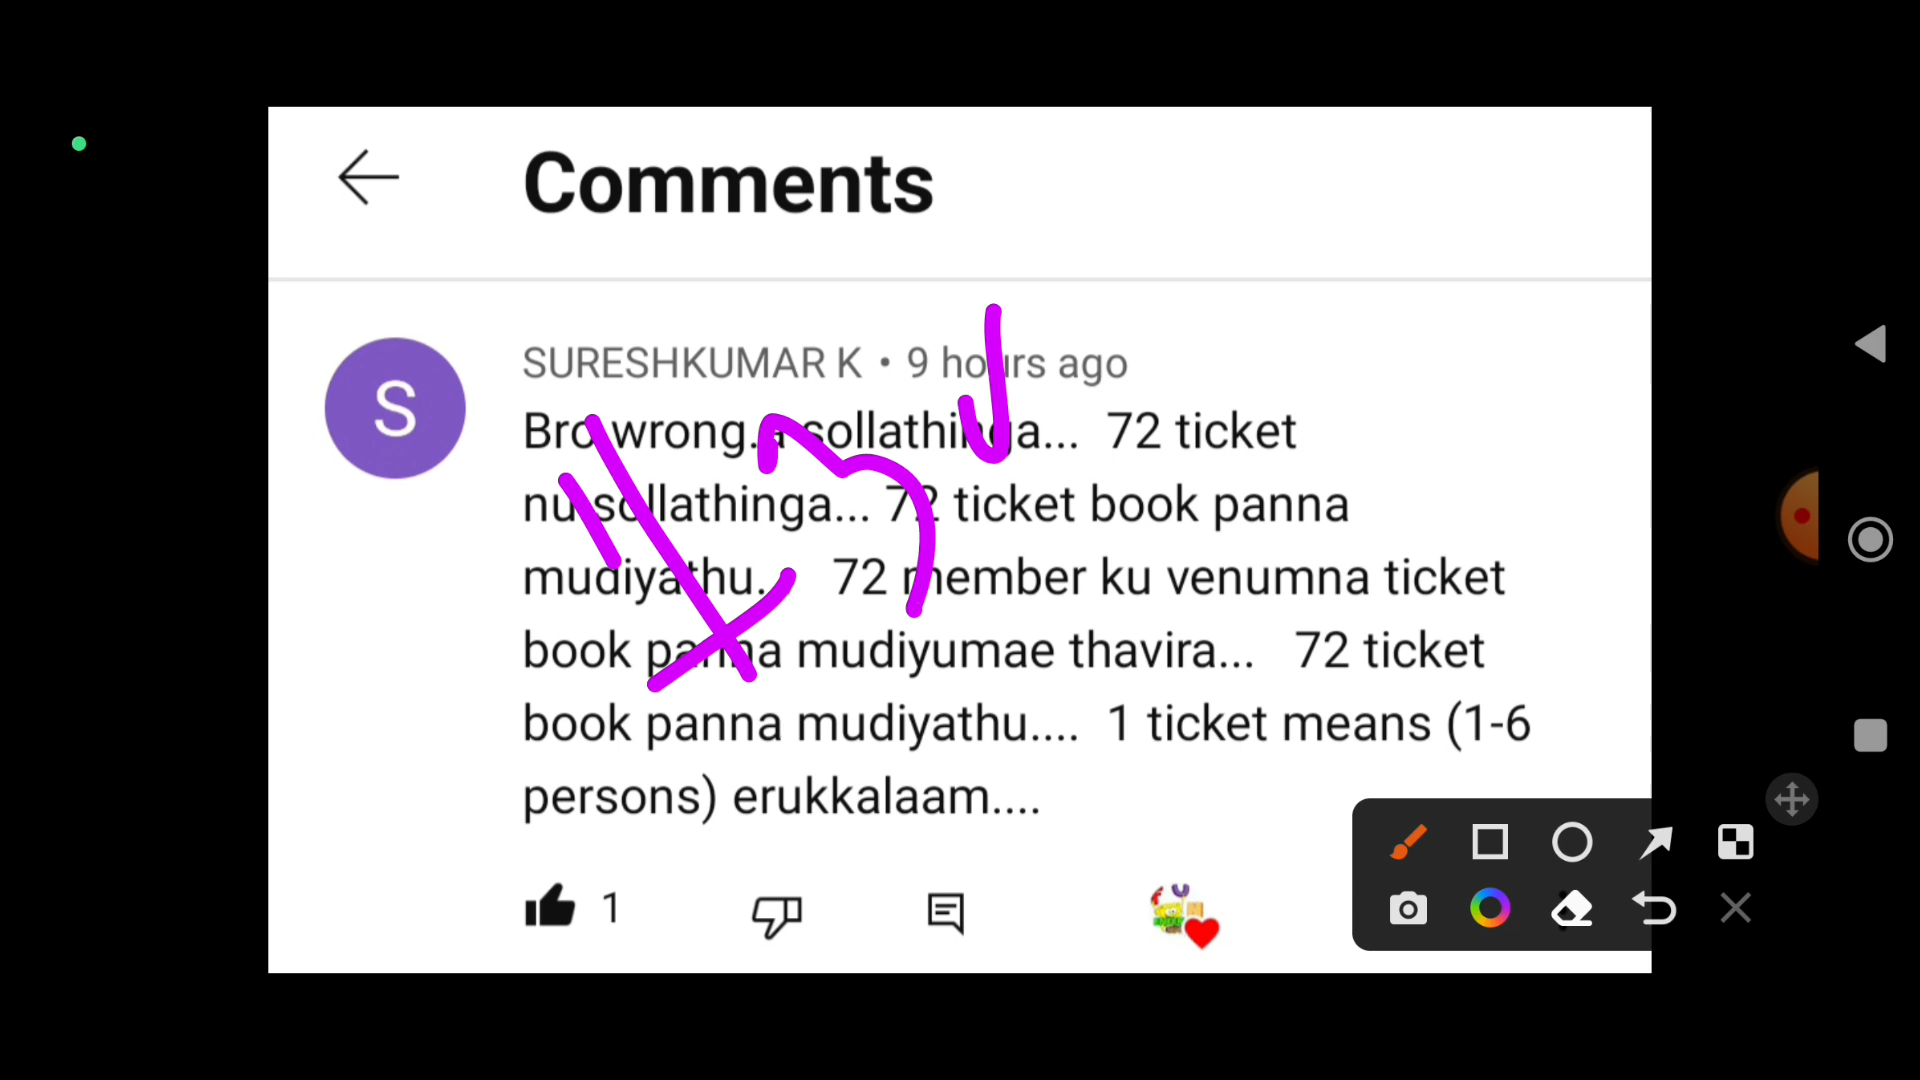 Comments
S
SURESHKUMAR K • 9 hours ago
Bro wrong.a sollathinga... 72 ticket
nu sollathinga... 72 ticket book panna
mudiyathu... 72 member ku venumna ticket
book panna mudiyumae thavira... 72 ticket
book panna mudiyathu.... 1 ticket means (1-6
persons) erukkalaam....
1